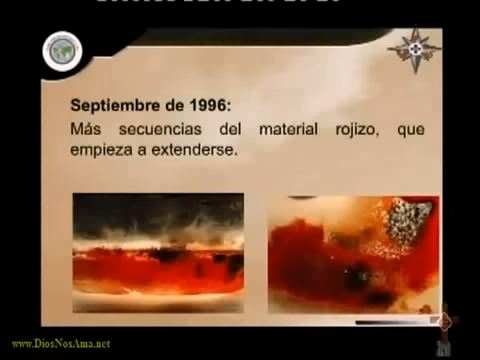 Septiembre de 1996:
Más secuencias del material rojizo, que
empieza a extenderse.
www.DiosNosAma.net